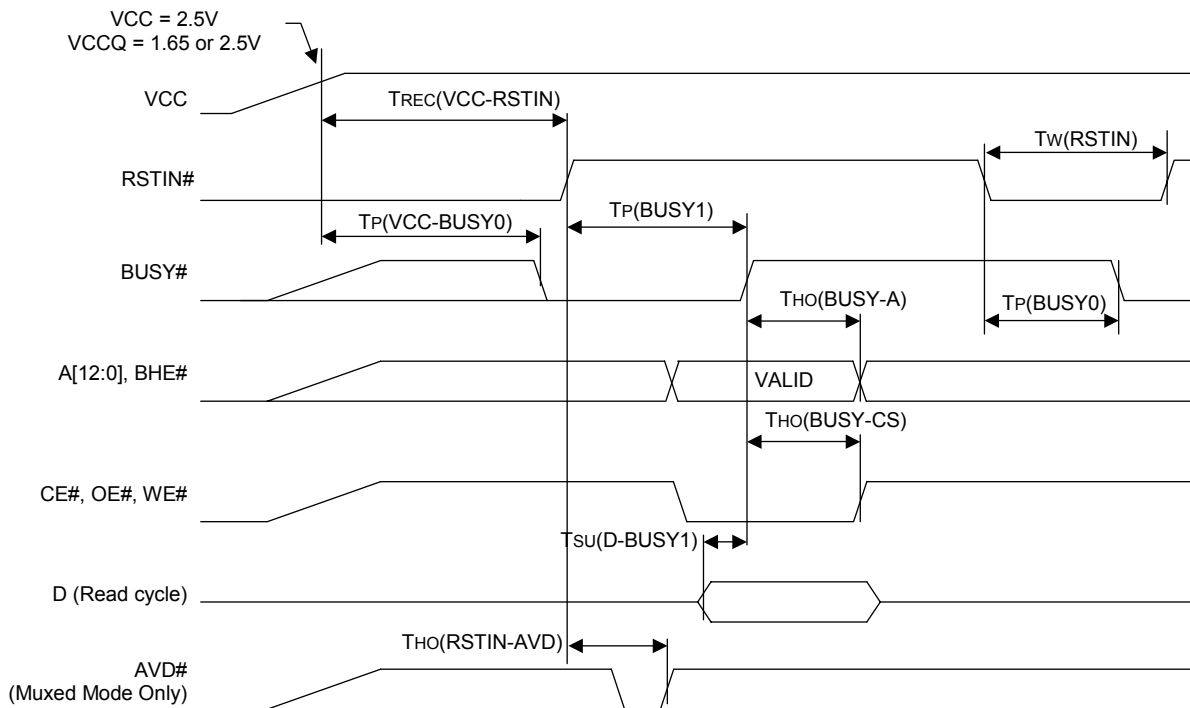 VCC = 2.5V
VCCQ = 1.65 or 2.5V
VCC
TREC(VCC-RSTIN)
TW(RSTIN)
RSTIN#
TP(VCC-BUSY0)
TP(BUSY1)
BUSY#
THO(BUSY-A)
TP(BUSY0)
A[12:0], BHE#
VALID
THO(BUSY-CS)
CE#, OE#, WE#
TSU(D-BUSY1)
D (Read cycle)
THO(RSTIN-AVD)
AVD#
(Muxed Mode Only)